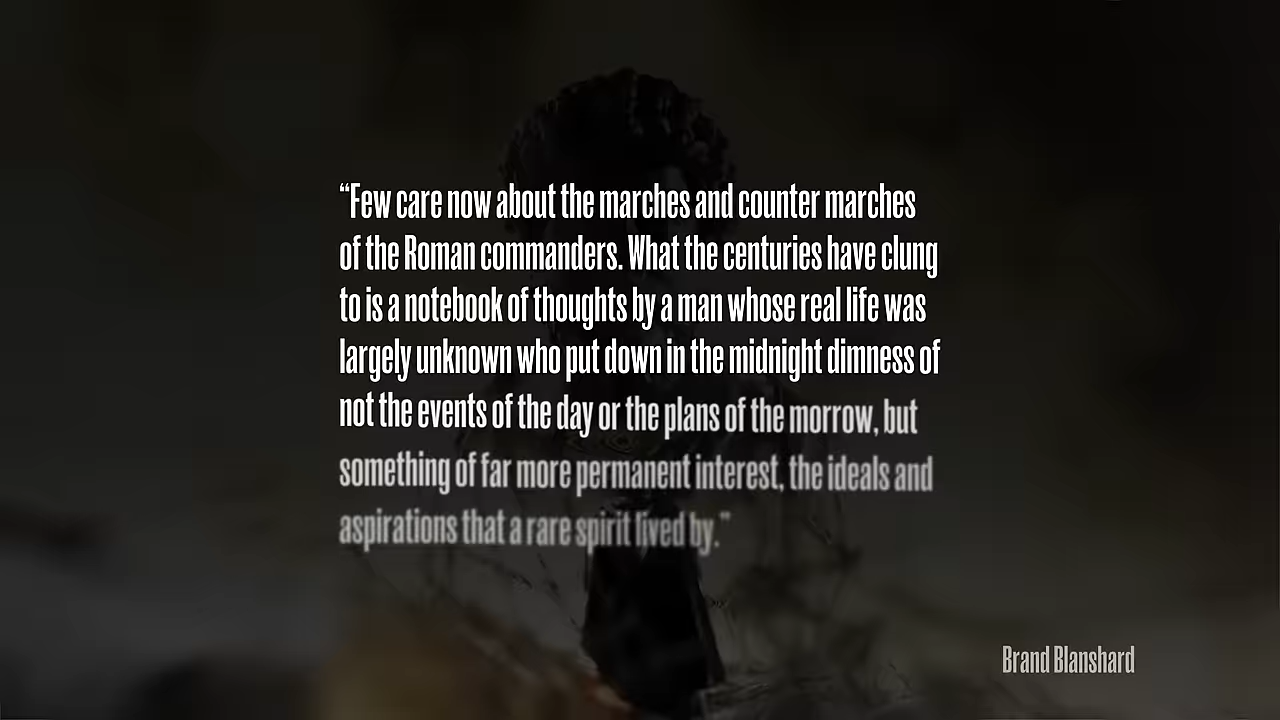 “Few care now about the marches and counter marches
of the Roman commanders. What the centuries have clung
to is a notebook of thoughts by a man whose real life was
largely unknown who put down in the midnight dimness of
not the events of the day or the plans of the morrow, but
something of far more permanent interest, the ideals and
aspirations that a rare spirit lived by.”
Brand Blanshard